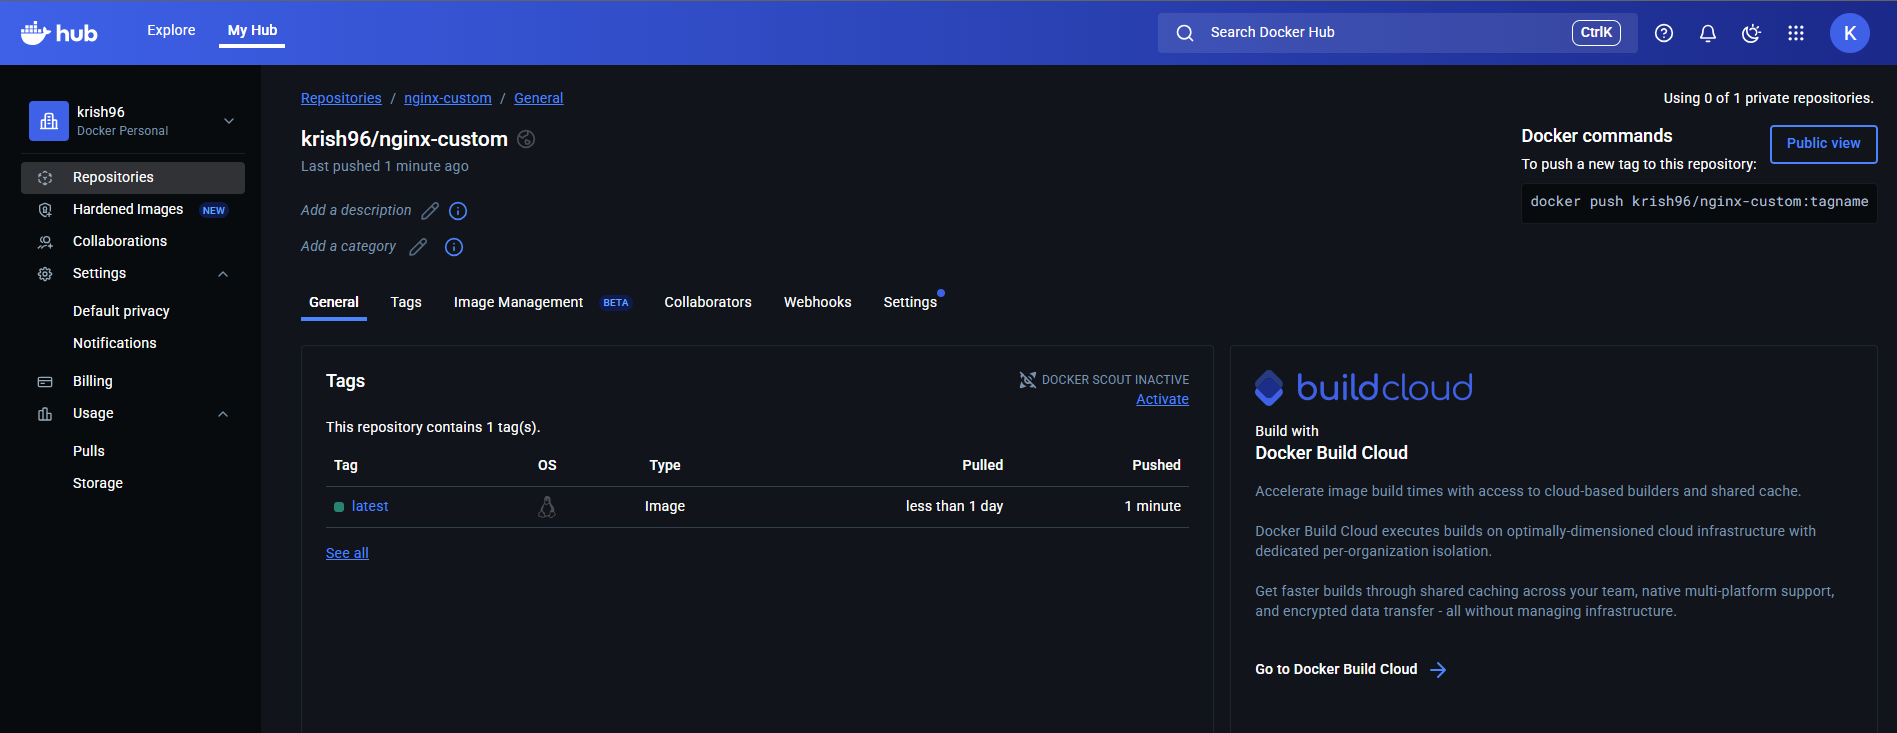 hub
Explore
My Hub
Search Docker Hub
CtrlK
K
krish96
Docker Personal
Repositories
Hardened Images NEW
Collaborations
Settings
Default privacy
Notifications
Billing
Usage
Pulls
Storage
Repositories / nginx-custom / General
Using 0 of 1 private repositories.
krish96/nginx-custom
Last pushed 1 minute ago
Add a description
Add a category
Docker commands
Public view
To push a new tag to this repository:
docker push krish96/nginx-custom:tagname
General
Tags
Image Management BETA
Collaborators
Webhooks
Settings
Tags
DOCKER SCOUT INACTIVE
Activate
This repository contains 1 tag(s).
Tag OS Type Pulled Pushed
latest Image less than 1 day 1 minute
See all
buildcloud
Build with
Docker Build Cloud
Accelerate image build times with access to cloud-based builders and shared cache.
Docker Build Cloud executes builds on optimally-dimensioned cloud infrastructure with
dedicated per-organization isolation.
Get faster builds through shared caching across your team, native multi-platform support,
and encrypted data transfer - all without managing infrastructure.
Go to Docker Build Cloud